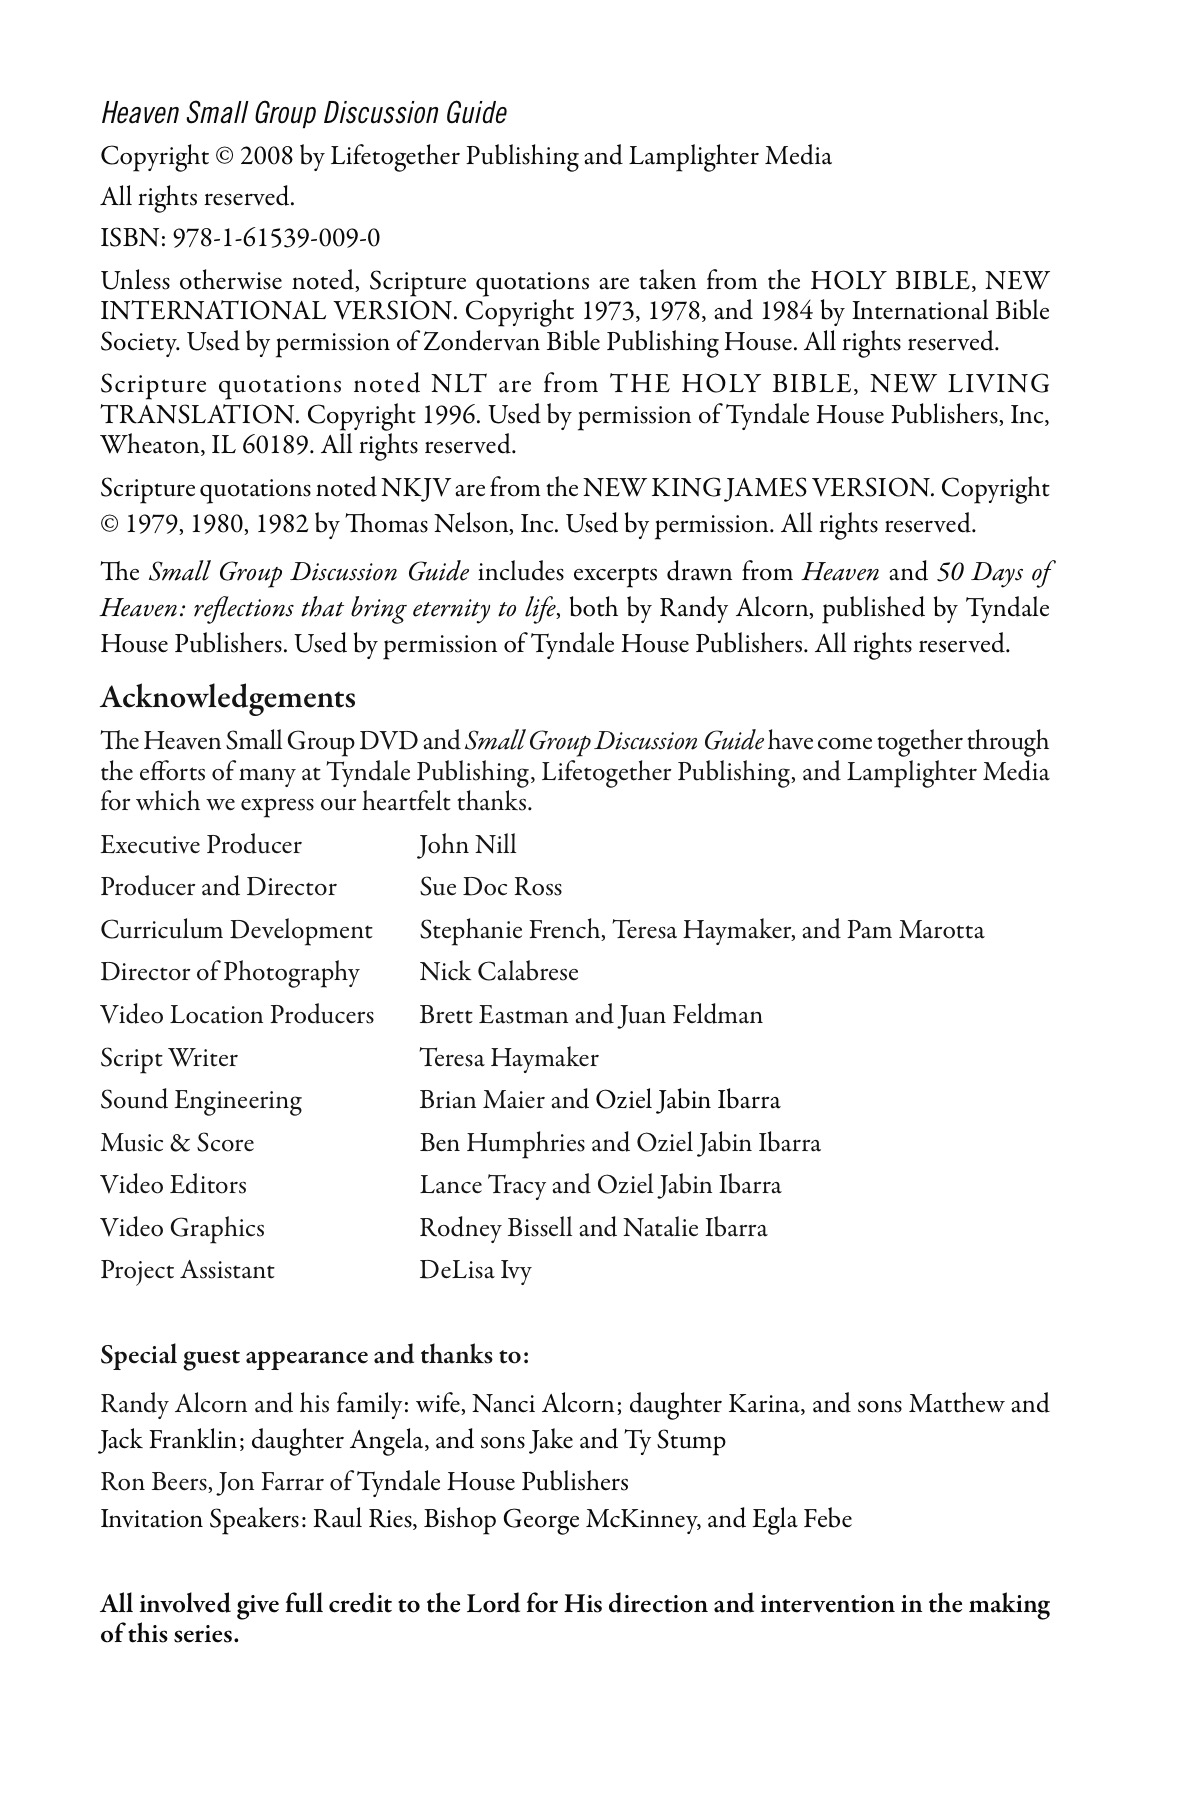 Heaven Small Group Discussion Guide
Copyright © 2008 by Lifetogether Publishing and Lamplighter Media
All rights reserved.
ISBN: 978-1-61539-009-0
Unless otherwise noted, Scripture quotations are taken from the HOLY BIBLE, NEW
INTERNATIONAL VERSION. Copyright 1973, 1978, and 1984 by International Bible
Society. Used by permission of Zondervan Bible Publishing House. All rights reserved.
Scripture quotations noted NLT are from THE HOLY BIBLE, NEW LIVING
TRANSLATION. Copyright 1996. Used by permission of Tyndale House Publishers, Inc,
Wheaton, IL 60189. All rights reserved.
Scripture quotations noted NKJV are from the NEW KING JAMES VERSION. Copyright
© 1979, 1980, 1982 by Thomas Nelson, Inc. Used by permission. All rights reserved.
The Small Group Discussion Guide includes excerpts drawn from Heaven and 50 Days of
Heaven: reflections that bring eternity to life, both by Randy Alcorn, published by Tyndale
House Publishers. Used by permission of Tyndale House Publishers. All rights reserved.
Acknowledgements
The Heaven Small Group DVD and Small Group Discussion Guide have come together through
the efforts of many at Tyndale Publishing, Lifetogether Publishing, and Lamplighter Media
for which we express our heartfelt thanks.
Executive Producer John Nill
Producer and Director Sue Doc Ross
Curriculum Development Stephanie French, Teresa Haymaker, and Pam Marotta
Director of Photography Nick Calabrese
Video Location Producers Brett Eastman and Juan Feldman
Script Writer Teresa Haymaker
Sound Engineering Brian Maier and Oziel Jabin Ibarra
Music & Score Ben Humphries and Oziel Jabin Ibarra
Video Editors Lance Tracy and Oziel Jabin Ibarra
Video Graphics Rodney Bissell and Natalie Ibarra
Project Assistant DeLisa Ivy
Special guest appearance and thanks to:
Randy Alcorn and his family: wife, Nanci Alcorn; daughter Karina, and sons Matthew and
Jack Franklin; daughter Angela, and sons Jake and Ty Stump
Ron Beers, Jon Farrar of Tyndale House Publishers
Invitation Speakers: Raul Ries, Bishop George McKinney, and Egla Febe
All involved give full credit to the Lord for His direction and intervention in the making
of this series.